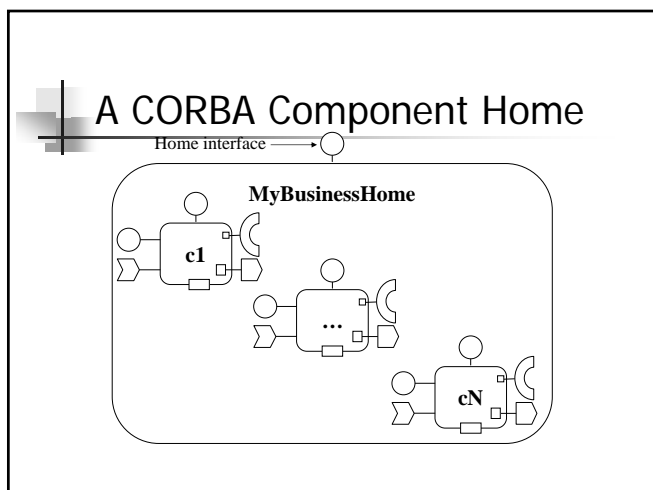 A CORBA Component Home
Home interface
MyBusinessHome
c1
...
cN